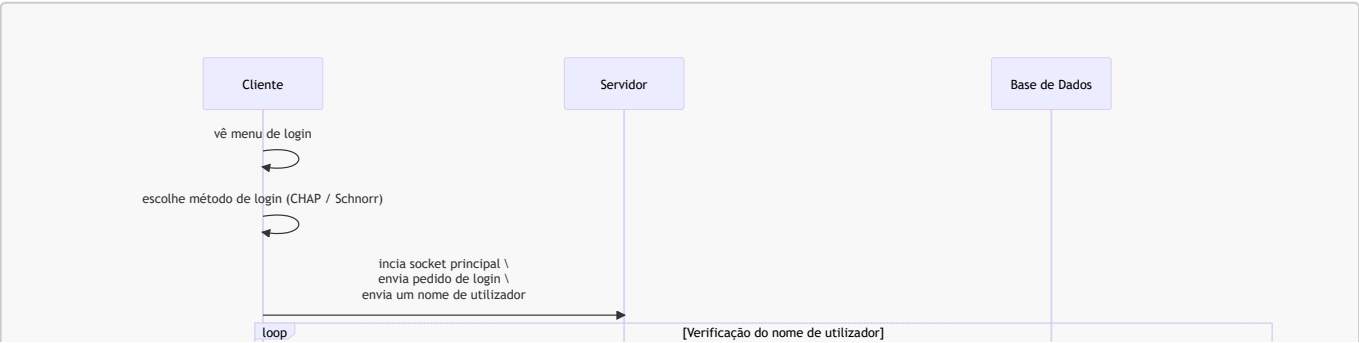 Cliente
Servidor
Base de Dados
vê menu de login
escolhe método de login (CHAP / Schnorr)
incia socket principal \
envia pedido de login \
envia um nome de utilizador
loop
[Verificação do nome de utilizador]